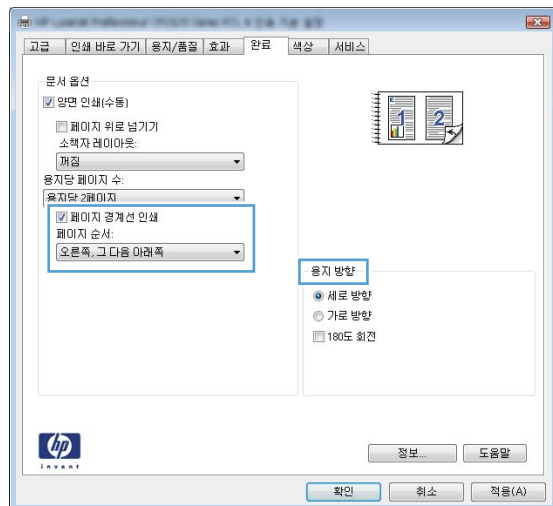 고급 인쇄 바로 가기 용지/품질 효과 완료 색상 서비스
문서 옵션
양면 인쇄(수동)
페이지 위로 넘기기
소책자 레이아웃:
꺼짐
용지당 페이지 수:
용지당 2페이지
페이지 경계선 인쇄
페이지 순서:
오른쪽, 그 다음 아래쪽
1 2
용지 방향
세로 방향
가로 방향
180도 회전
hp
invent
정보... 도움말
확인 취소 적용(A)